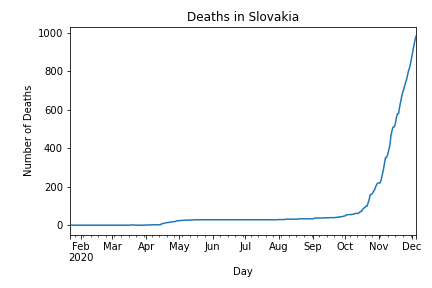 Deaths in Slovakia
1000
800
600
400
200
0
Number of Deaths
Feb Mar Apr May Jun Jul Aug Sep Oct Nov Dec
2020
Day